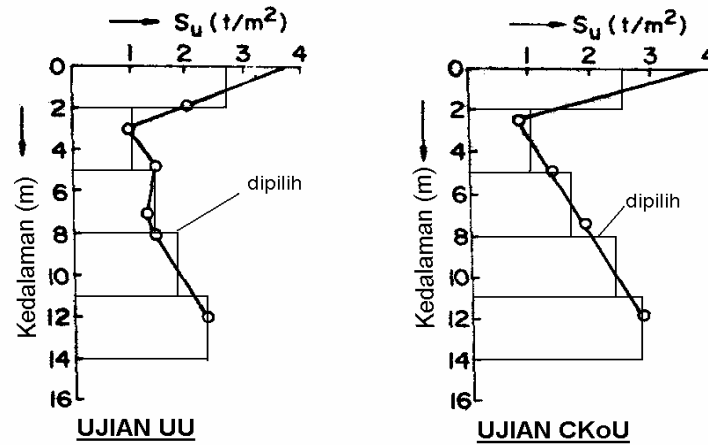 Su (t/m²)
1 2 3 4
0
2
4
6
8
10
12
14
16
Kedalaman (m)
dipilih
UJIAN UU
Su (t/m²)
1 2 3 4
0
2
4
6
8
10
12
14
16
Kedalaman (m)
dipilih
UJIAN CKoU